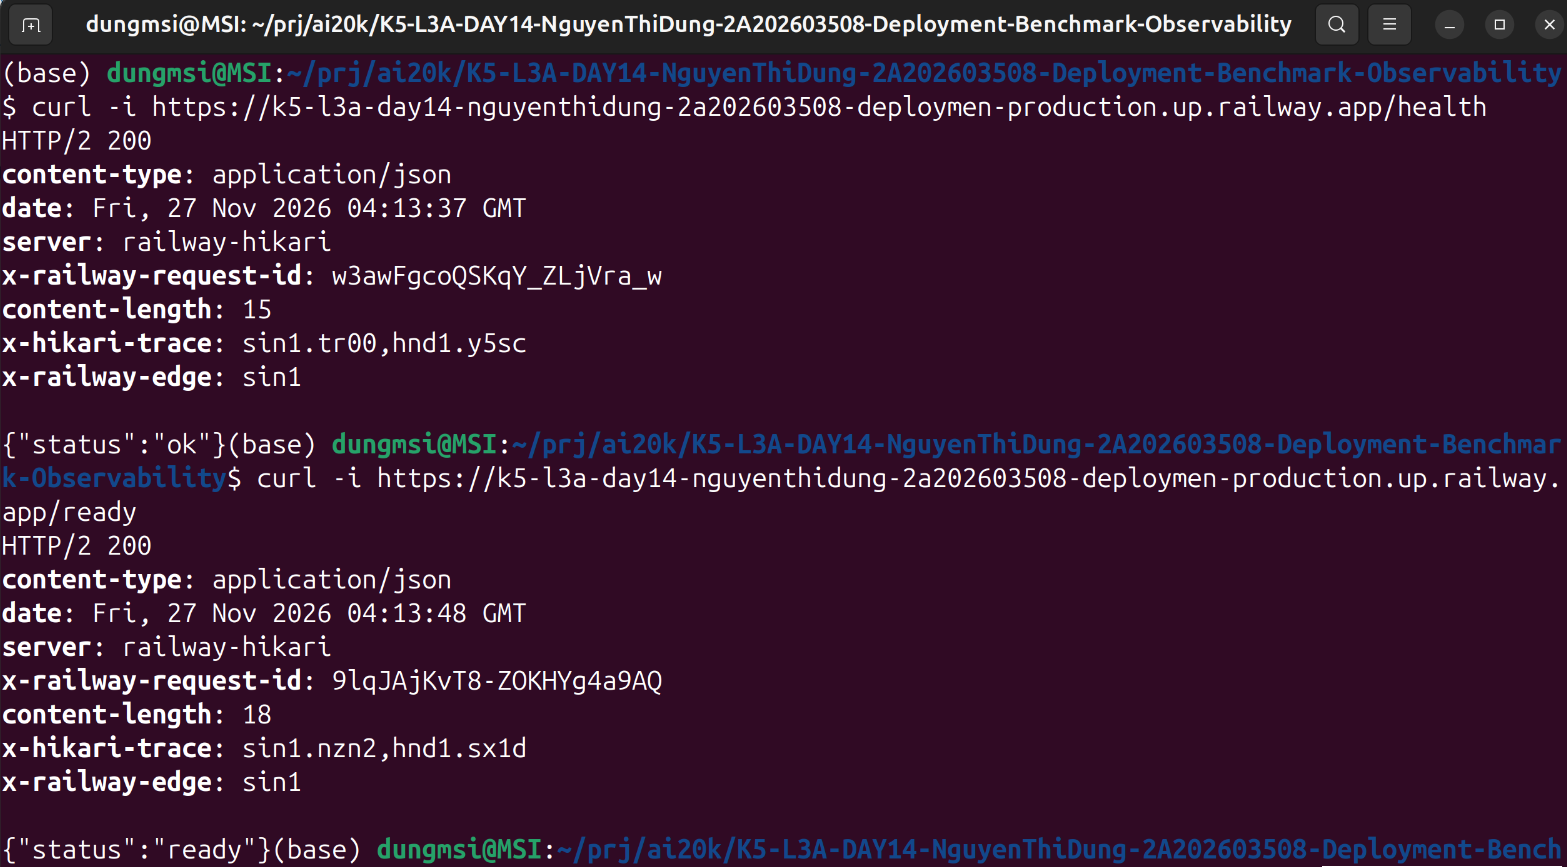 dungmsi@MSI: ~/prj/ai20k/K5-L3A-DAY14-NguyenThiDung-2A202603508-Deployment-Benchmark-Observability
(base) dungmsi@MSI:~/prj/ai20k/K5-L3A-DAY14-NguyenThiDung-2A202603508-Deployment-Benchmark-Observability
$ curl -i https://k5-l3a-day14-nguyenthidung-2a202603508-deploymen-production.up.railway.app/health
HTTP/2 200
content-type: application/json
date: Fri, 27 Nov 2026 04:13:37 GMT
server: railway-hikari
x-railway-request-id: w3awFgcoQSKqY_ZLjVra_w
content-length: 15
x-hikari-trace: sin1.tr00,hnd1.y5sc
x-railway-edge: sin1
{"status":"ok"}(base) dungmsi@MSI:~/prj/ai20k/K5-L3A-DAY14-NguyenThiDung-2A202603508-Deployment-Benchmar
k-Observability$ curl -i https://k5-l3a-day14-nguyenthidung-2a202603508-deploymen-production.up.railway.
app/ready
HTTP/2 200
content-type: application/json
date: Fri, 27 Nov 2026 04:13:48 GMT
server: railway-hikari
x-railway-request-id: 9lqJAjKvT8-ZOKHYg4a9AQ
content-length: 18
x-hikari-trace: sin1.nzn2,hnd1.sx1d
x-railway-edge: sin1
{"status":"ready"}(base) dungmsi@MSI:~/prj/ai20k/K5-L3A-DAY14-NguyenThiDung-2A202603508-Deployment-Bench